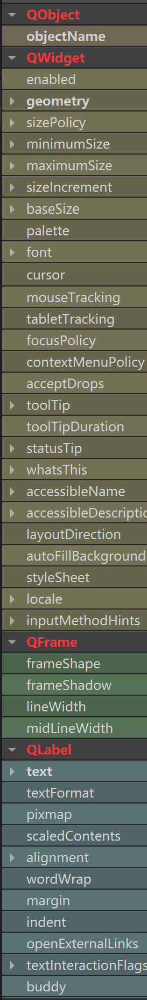 QObject
objectName
QWidget
enabled
geometry
sizePolicy
minimumSize
maximumSize
sizeIncrement
baseSize
palette
font
cursor
mouseTracking
tabletTracking
focusPolicy
contextMenuPolicy
acceptDrops
toolTip
toolTipDuration
statusTip
whatsThis
accessibleName
accessibleDescriptio
layoutDirection
autoFillBackground
styleSheet
locale
inputMethodHints
QFrame
frameShape
frameShadow
lineWidth
midLineWidth
QLabel
text
textFormat
pixmap
scaledContents
alignment
wordWrap
margin
indent
openExternalLinks
textInteractionFlags
buddy